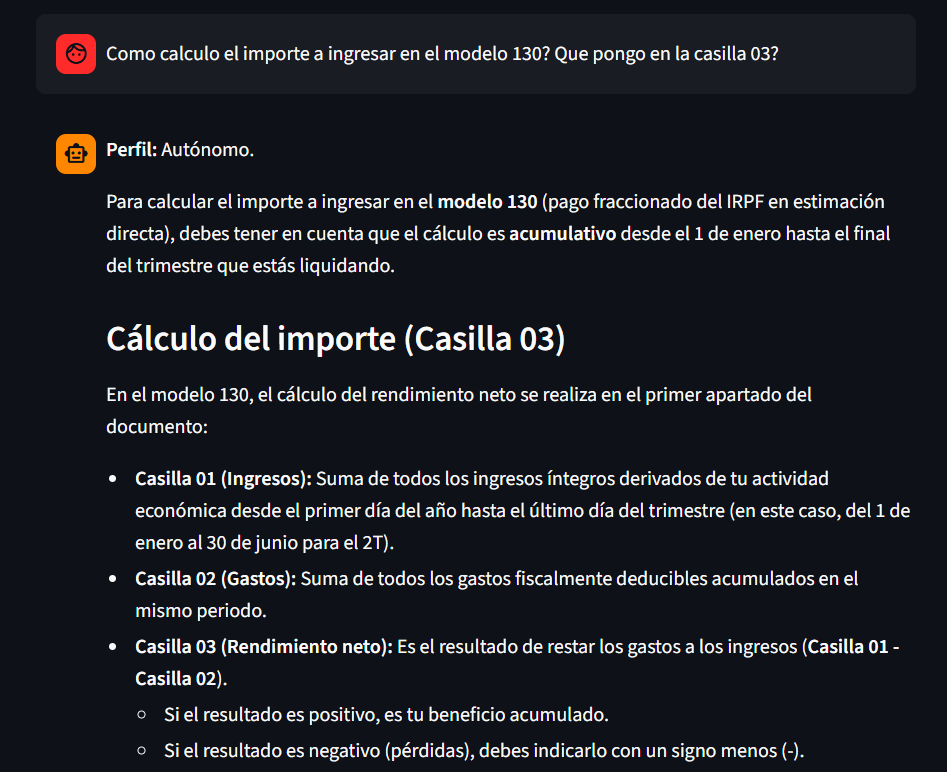 Como calculo el importe a ingresar en el modelo 130? Que pongo en la casilla 03?
Perfil: Autónomo.
Para calcular el importe a ingresar en el modelo 130 (pago fraccionado del IRPF en estimación
directa), debes tener en cuenta que el cálculo es acumulativo desde el 1 de enero hasta el final
del trimestre que estás liquidando.
Cálculo del importe (Casilla 03)
En el modelo 130, el cálculo del rendimiento neto se realiza en el primer apartado del
documento:
• Casilla 01 (Ingresos): Suma de todos los ingresos íntegros derivados de tu actividad
económica desde el primer día del año hasta el último día del trimestre (en este caso, del 1 de
enero al 30 de junio para el 2T).
• Casilla 02 (Gastos): Suma de todos los gastos fiscalmente deducibles acumulados en el
mismo periodo.
• Casilla 03 (Rendimiento neto): Es el resultado de restar los gastos a los ingresos (Casilla 01 -
Casilla 02).
○ Si el resultado es positivo, es tu beneficio acumulado.
○ Si el resultado es negativo (pérdidas), debes indicarlo con un signo menos (-).